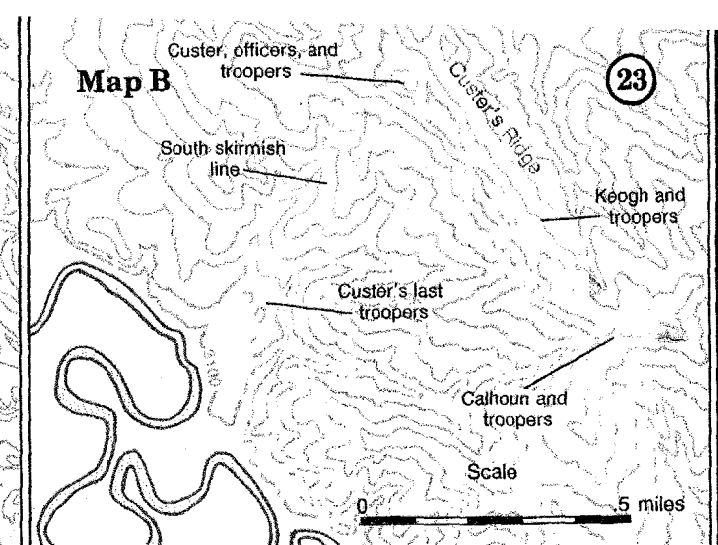 Custer, officers, and
troopers
Map B
23
Custer's Ridge
South skirmish
line
Keogh and
troopers
Custer's last
troopers
Calhoun and
troopers
Scale
0 .5 miles